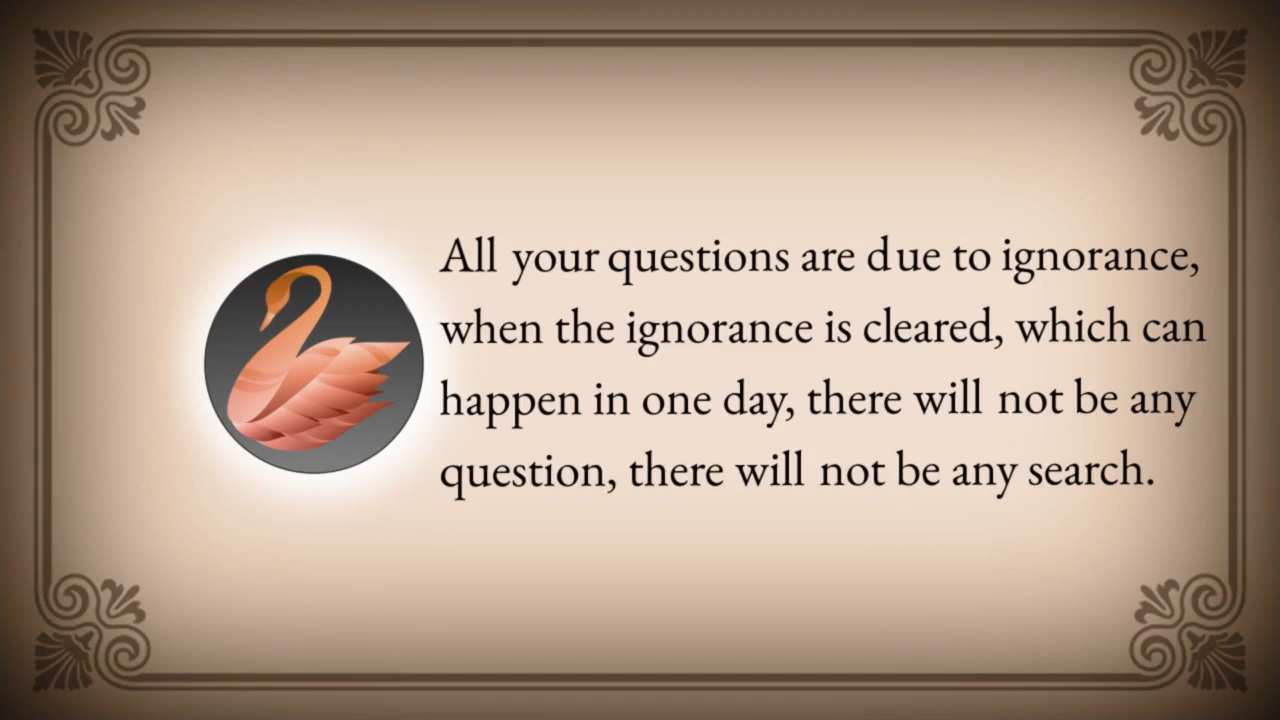 All your questions are due to ignorance,
when the ignorance is cleared, which can
happen in one day, there will not be any
question, there will not be any search.